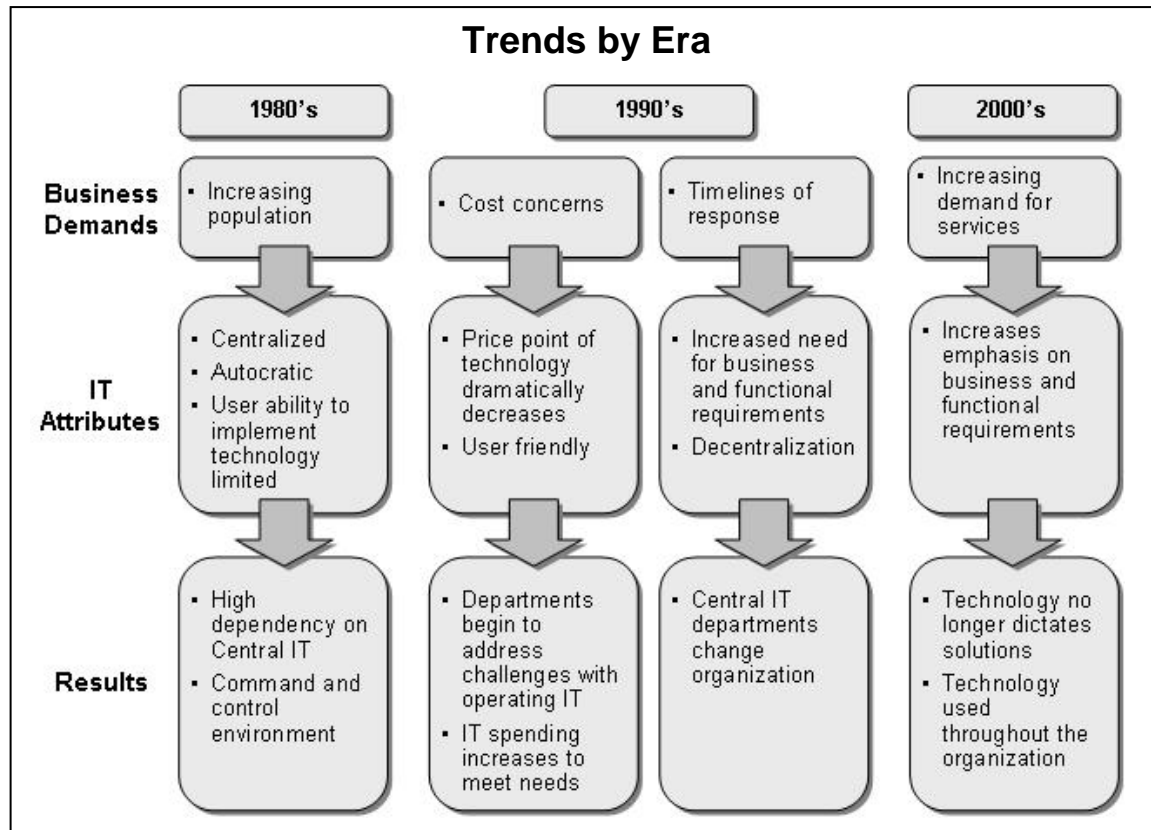 Trends by Era
1980's
1990's
2000's
Business
Demands
▪ Increasing
population
▪ Cost concerns
▪ Timelines of
response
▪ Increasing
demand for
services
IT
Attributes
▪ Centralized
▪ Autocratic
▪ User ability to
implement
technology
limited
▪ Price point of
technology
dramatically
decreases
▪ User friendly
▪ Increased need
for business
and functional
requirements
▪ Decentralization
▪ Increases
emphasis on
business and
functional
requirements
Results
▪ High
dependency on
Central IT
▪ Command and
control
environment
▪ Departments
begin to
address
challenges with
operating IT
▪ IT spending
increases to
meet needs
▪ Central IT
departments
change
organization
▪ Technology no
longer dictates
solutions
▪ Technology
used
throughout the
organization